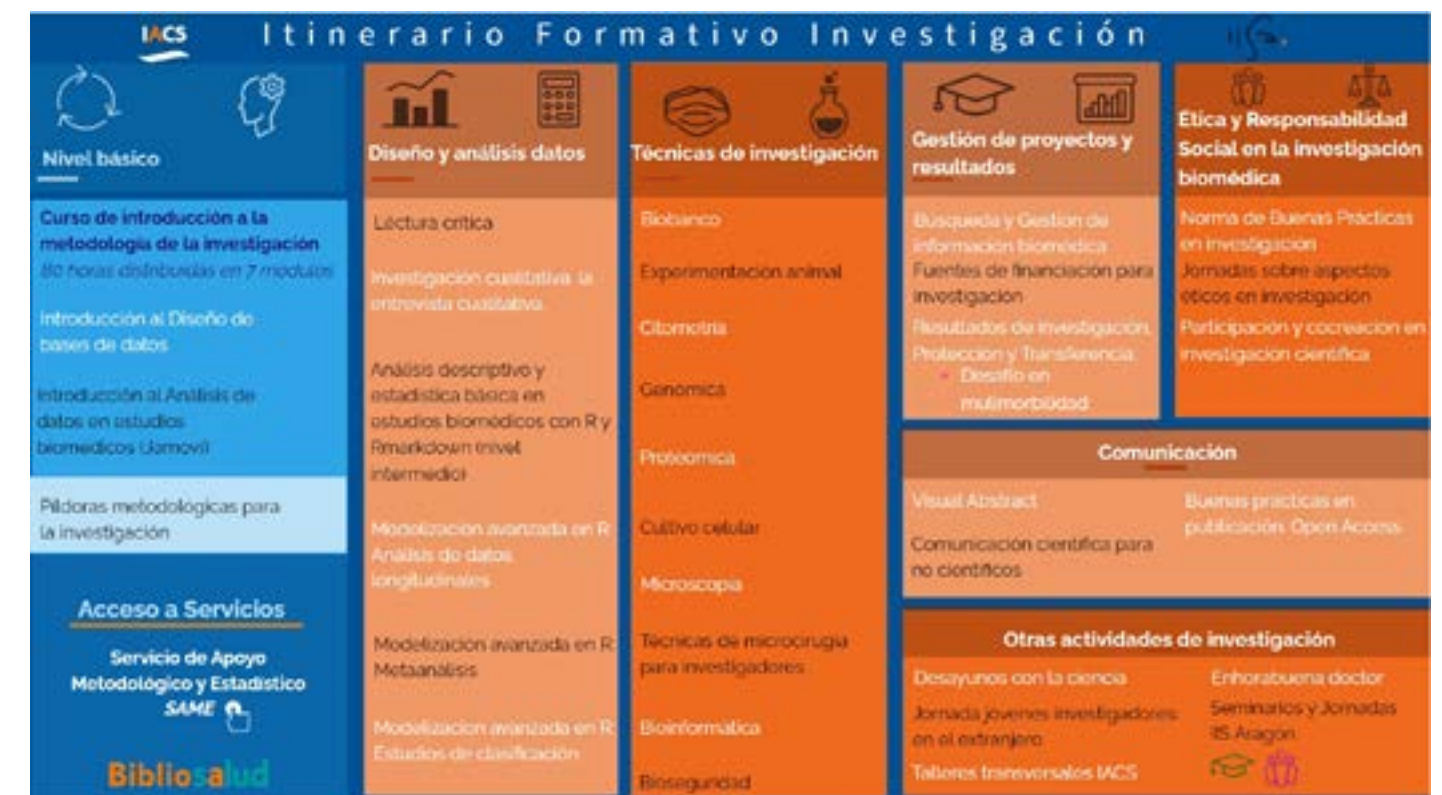 IACS
Itinerario Formativo Investigación
Nivel básico
Curso de introducción a la
metodología de la investigación
80 horas distribuidas en 7 módulos
Introducción al Diseño de
bases de datos
Introducción al Análisis de
datos en estudios
biomedicos (Jamovi)
Píldoras metodológicas para
la investigación
Acceso a Servicios
Servicio de Apoyo
Metodológico y Estadístico
SAME
Bibliosalud
Diseño y análisis datos
Lectura crítica
Investigación cualitativa: la
entrevista cualitativa
Análisis descriptivo y
estadística básica en
estudios biomédicos con R y
Rmarkdown (nivel
intermedio)
Modelización avanzada en R:
Análisis de datos
longitudinales
Modelización avanzada en R:
Metaanálisis
Modelización avanzada en R:
Estudios de clasificación
Técnicas de investigación
Biobanco
Experimentación animal
Citometría
Genómica
Proteomica
Cultivo celular
Microscopia
Técnicas de microcirugía
para investigadores
Bioinformática
Bioseguridad
Gestión de proyectos y
resultados
Busqueda y Gestion de
información biomédica
Fuentes de financiación para
investigación
Resultados de investigación.
Protección y Transferencia
Desafío en
mulimorbilidad
Etica y Responsabilidad
Social en la investigación
biomédica
Norma de Buenas Prácticas
en investigación
Jornadas sobre aspectos
éticos en investigación
Participación y cocreación en
investigación científica
Comunicación
Visual Abstract
Comunicación científica para
no científicos
Buenas prácticas en
publicación. Open Access
Otras actividades de investigación
Desayunos con la ciencia
Jornada jóvenes investigadores
en el extranjero
Talleres transversales IACS
Enhorabuena doctor
Seminarios y Jornadas
IIS Aragón